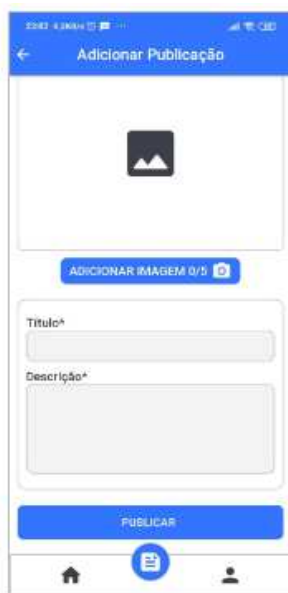 Adicionar Publicação
ADICIONAR IMAGEM 0/5
Título*
Descrição*
PUBLICAR